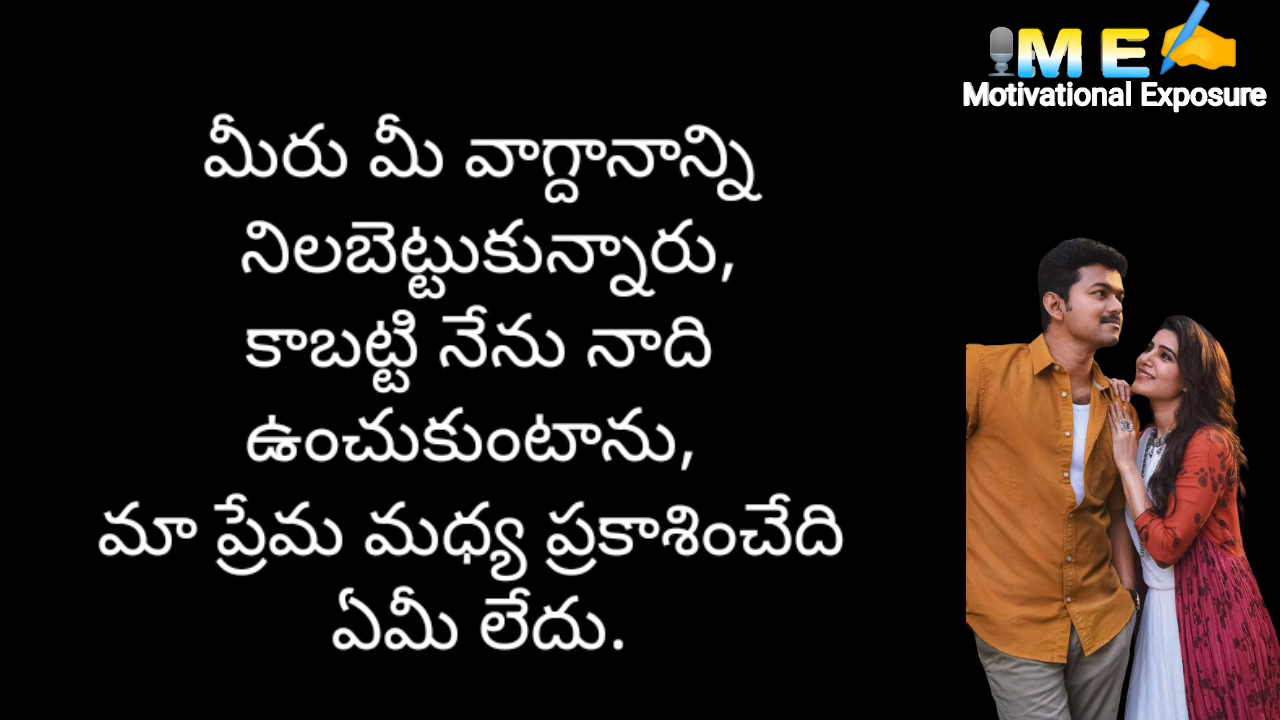 ME
Motivational Exposure
మీరు మీ వాగ్దానాన్ని
నిలబెట్టుకున్నారు,
కాబట్టి నేను నాది
ఉంచుకుంటాను,
మా ప్రేమ మధ్య ప్రకాశించేది
ఏమీ లేదు.